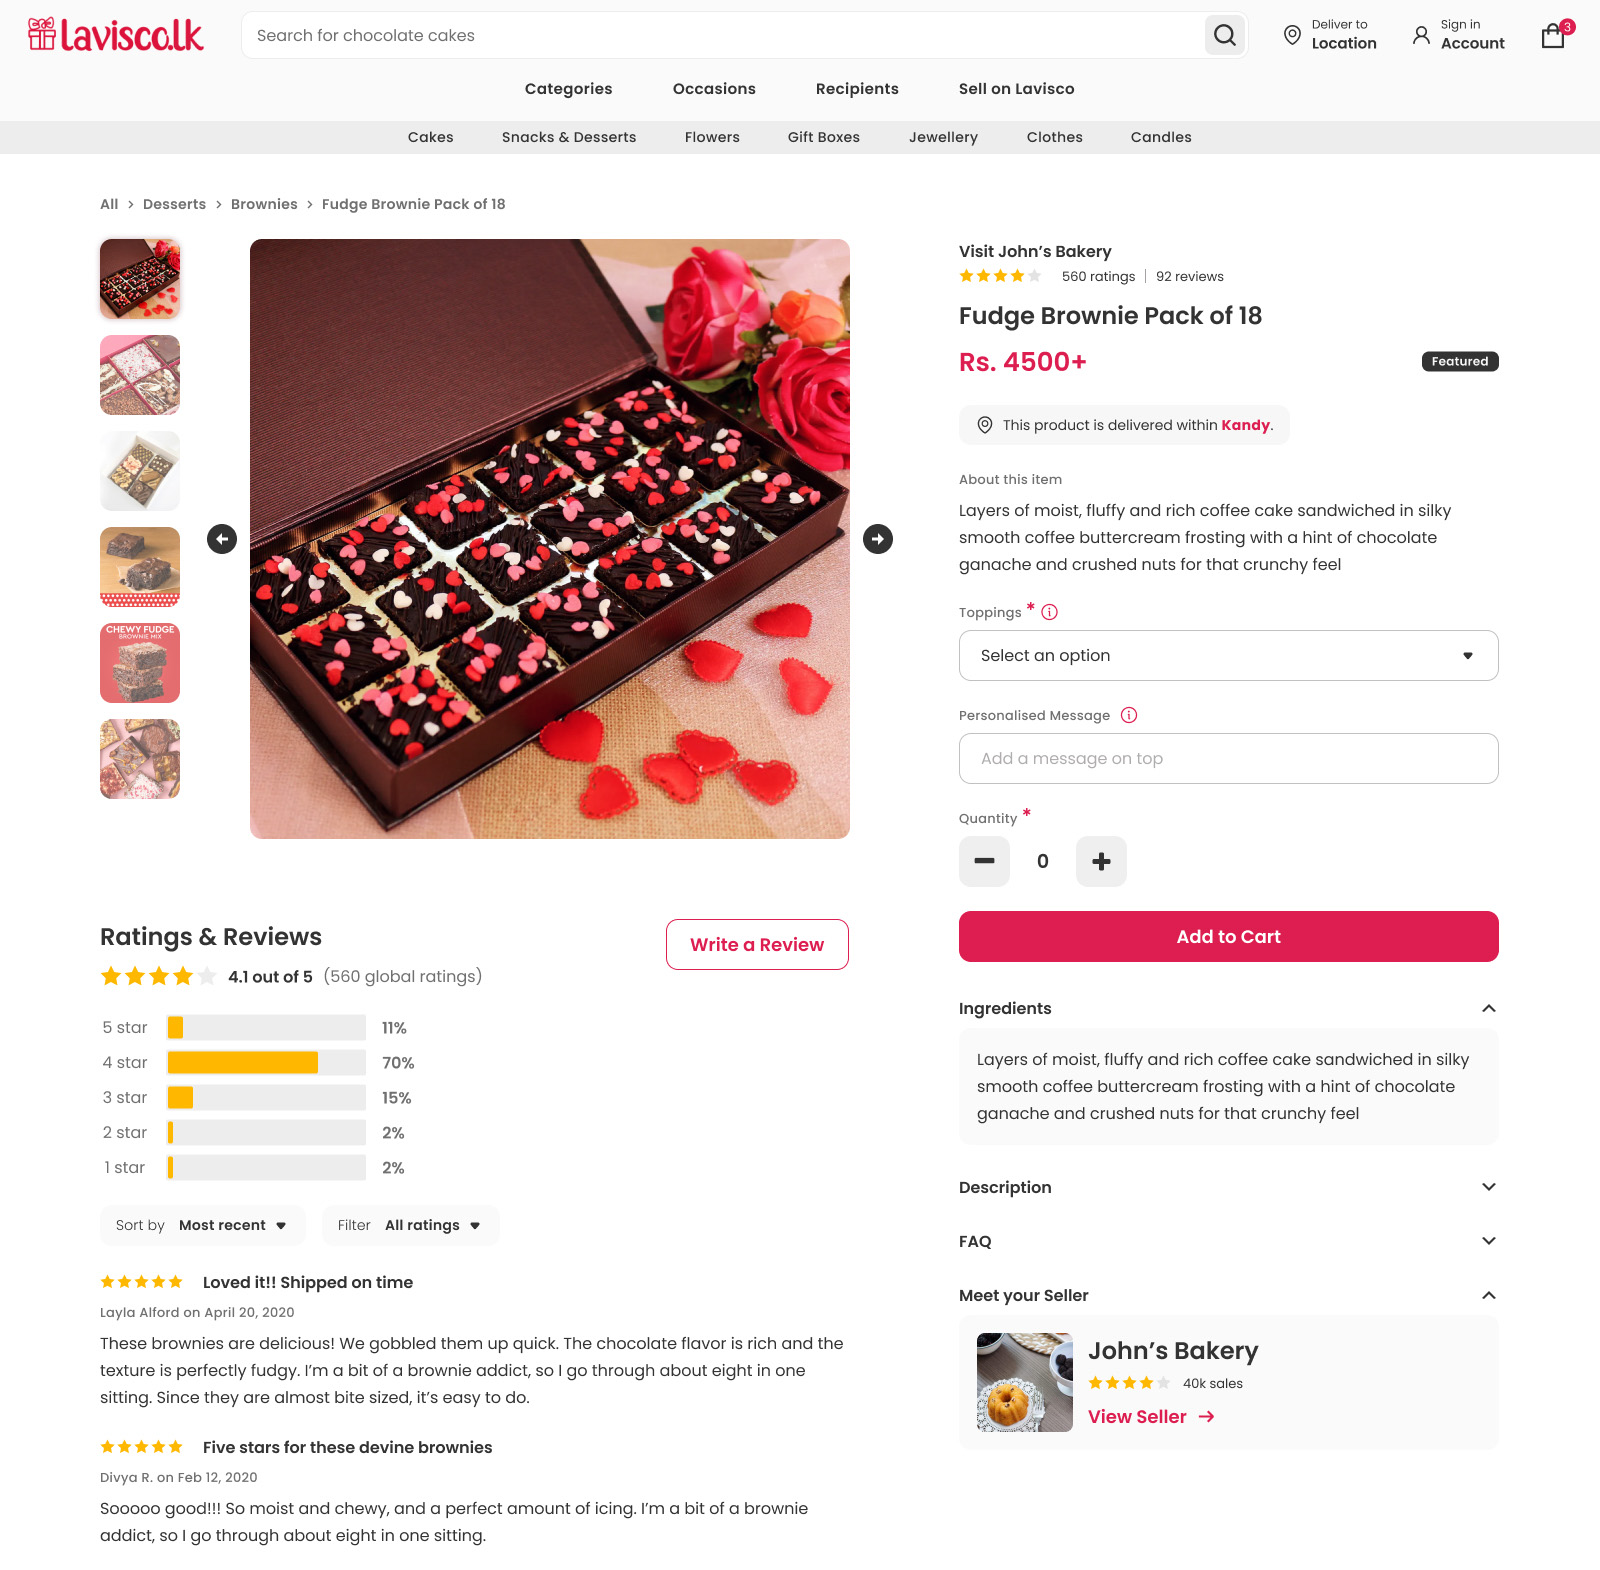 Lavisco.lk
Search for chocolate cakes
Deliver to
Location
Sign in
Account
3
Categories
Occasions
Recipients
Sell on Lavisco
Cakes
Snacks & Desserts
Flowers
Gift Boxes
Jewellery
Clothes
Candles
All > Desserts > Brownies > Fudge Brownie Pack of 18
CHEWY FUDGE
BROWNIE MIX
Visit John’s Bakery
560 ratings | 92 reviews
Fudge Brownie Pack of 18
Rs. 4500+
Featured
This product is delivered within Kandy.
About this item
Layers of moist, fluffy and rich coffee cake sandwiched in silky
smooth coffee buttercream frosting with a hint of chocolate
ganache and crushed nuts for that crunchy feel
Toppings *
Select an option
Personalised Message
Add a message on top
Quantity *
0
Add to Cart
Ingredients
Layers of moist, fluffy and rich coffee cake sandwiched in silky
smooth coffee buttercream frosting with a hint of chocolate
ganache and crushed nuts for that crunchy feel
Description
FAQ
Meet your Seller
John’s Bakery
40k sales
View Seller →
Ratings & Reviews
Write a Review
4.1 out of 5 (560 global ratings)
5 star 11%
4 star 70%
3 star 15%
2 star 2%
1 star 2%
Sort by Most recent
Filter All ratings
Loved it!! Shipped on time
Layla Alford on April 20, 2020
These brownies are delicious! We gobbled them up quick. The chocolate flavor is rich and the
texture is perfectly fudgy. I’m a bit of a brownie addict, so I go through about eight in one
sitting. Since they are almost bite sized, it’s easy to do.
Five stars for these devine brownies
Divya R. on Feb 12, 2020
Sooooo good!!! So moist and chewy, and a perfect amount of icing. I’m a bit of a brownie
addict, so I go through about eight in one sitting.